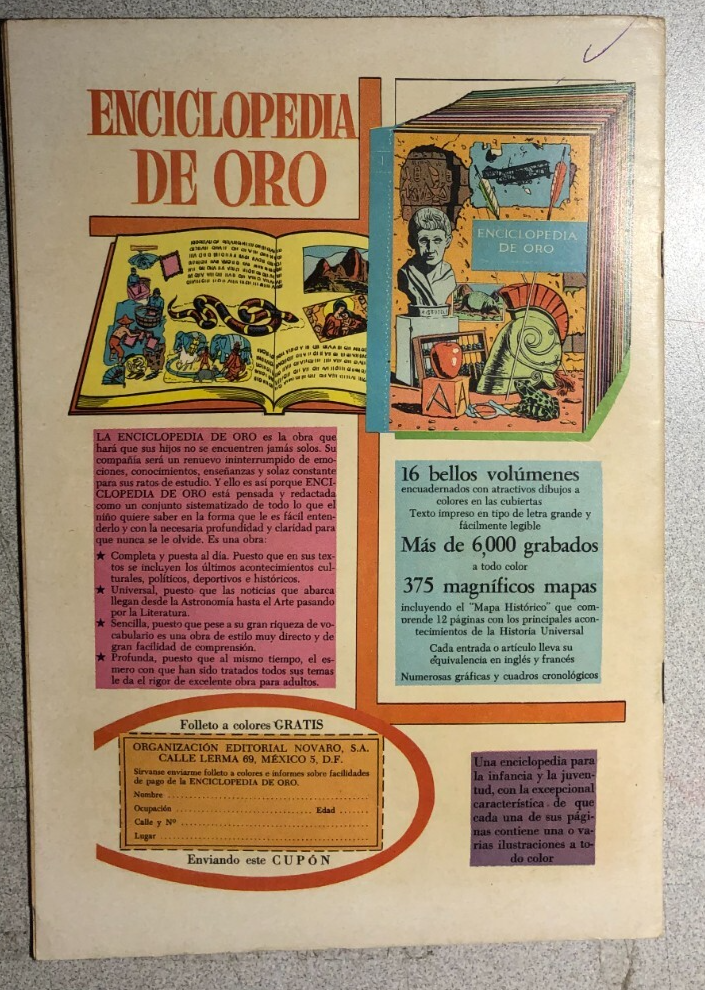 ENCICLOPEDIA
DE ORO
1
ENCICLOPEDIA
DE ORO
A A
LA ENCICLOPEDIA DE ORO es la obra que
hará que sus hijos no se encuentren jamás solos. Su
compañía será un renuevo ininterrumpido de emo-
ciones, conocimientos, enseñanzas y solaz constante
para sus ratos de estudio. Y ello es así porque ENCI-
CLOPEDIA DE ORO está pensada y redactada
como un conjunto sistematizado de todo lo que el
niño quiere saber en la forma que le es fácil enten-
derlo y con la necesaria profundidad y claridad para
que nunca se le olvide. Es una obra:
★ Completa y puesta al día. Puesto que en sus tex-
tos se incluyen los últimos acontecimientos cul-
turales, políticos, deportivos e históricos.
★ Universal, puesto que las noticias que abarca
llegan desde la Astronomía hasta el Arte pasando
por la Literatura.
★ Sencilla, puesto que pese a su gran riqueza de vo-
cabulario es una obra de estilo muy directo y de
gran facilidad de comprensión.
★ Profunda, puesto que al mismo tiempo, el es-
mero con que han sido tratados todos sus temas
le da el rigor de excelente obra para adultos.
16 bellos volúmenes
encuadernados con atractivos dibujos a
colores en las cubiertas
Texto impreso en tipo de letra grande y
fácilmente legible
Más de 6,000 grabados
a todo color
375 magníficos mapas
incluyendo el "Mapa Histórico" que com-
prende 12 páginas con los principales acon-
tecimientos de la Historia Universal
Cada entrada o artículo lleva su
equivalencia en inglés y francés
Numerosas gráficas y cuadros cronológicos
Folleto a colores GRATIS
ORGANIZACIÓN EDITORIAL NOVARO, S.A.
CALLE LERMA 69, MÉXICO 5, D.F.
Sírvanse enviarme folleto a colores e informes sobre facilidades
de pago de la ENCICLOPEDIA DE ORO.
Nombre
Ocupación Edad
Calle y Nº
Lugar
Enviando este CUPÓN
Una enciclopedia para
la infancia y la juven-
tud, con la excepcional
característica de que
cada una de sus pági-
nas contiene una o va-
rias ilustraciones a to-
do color